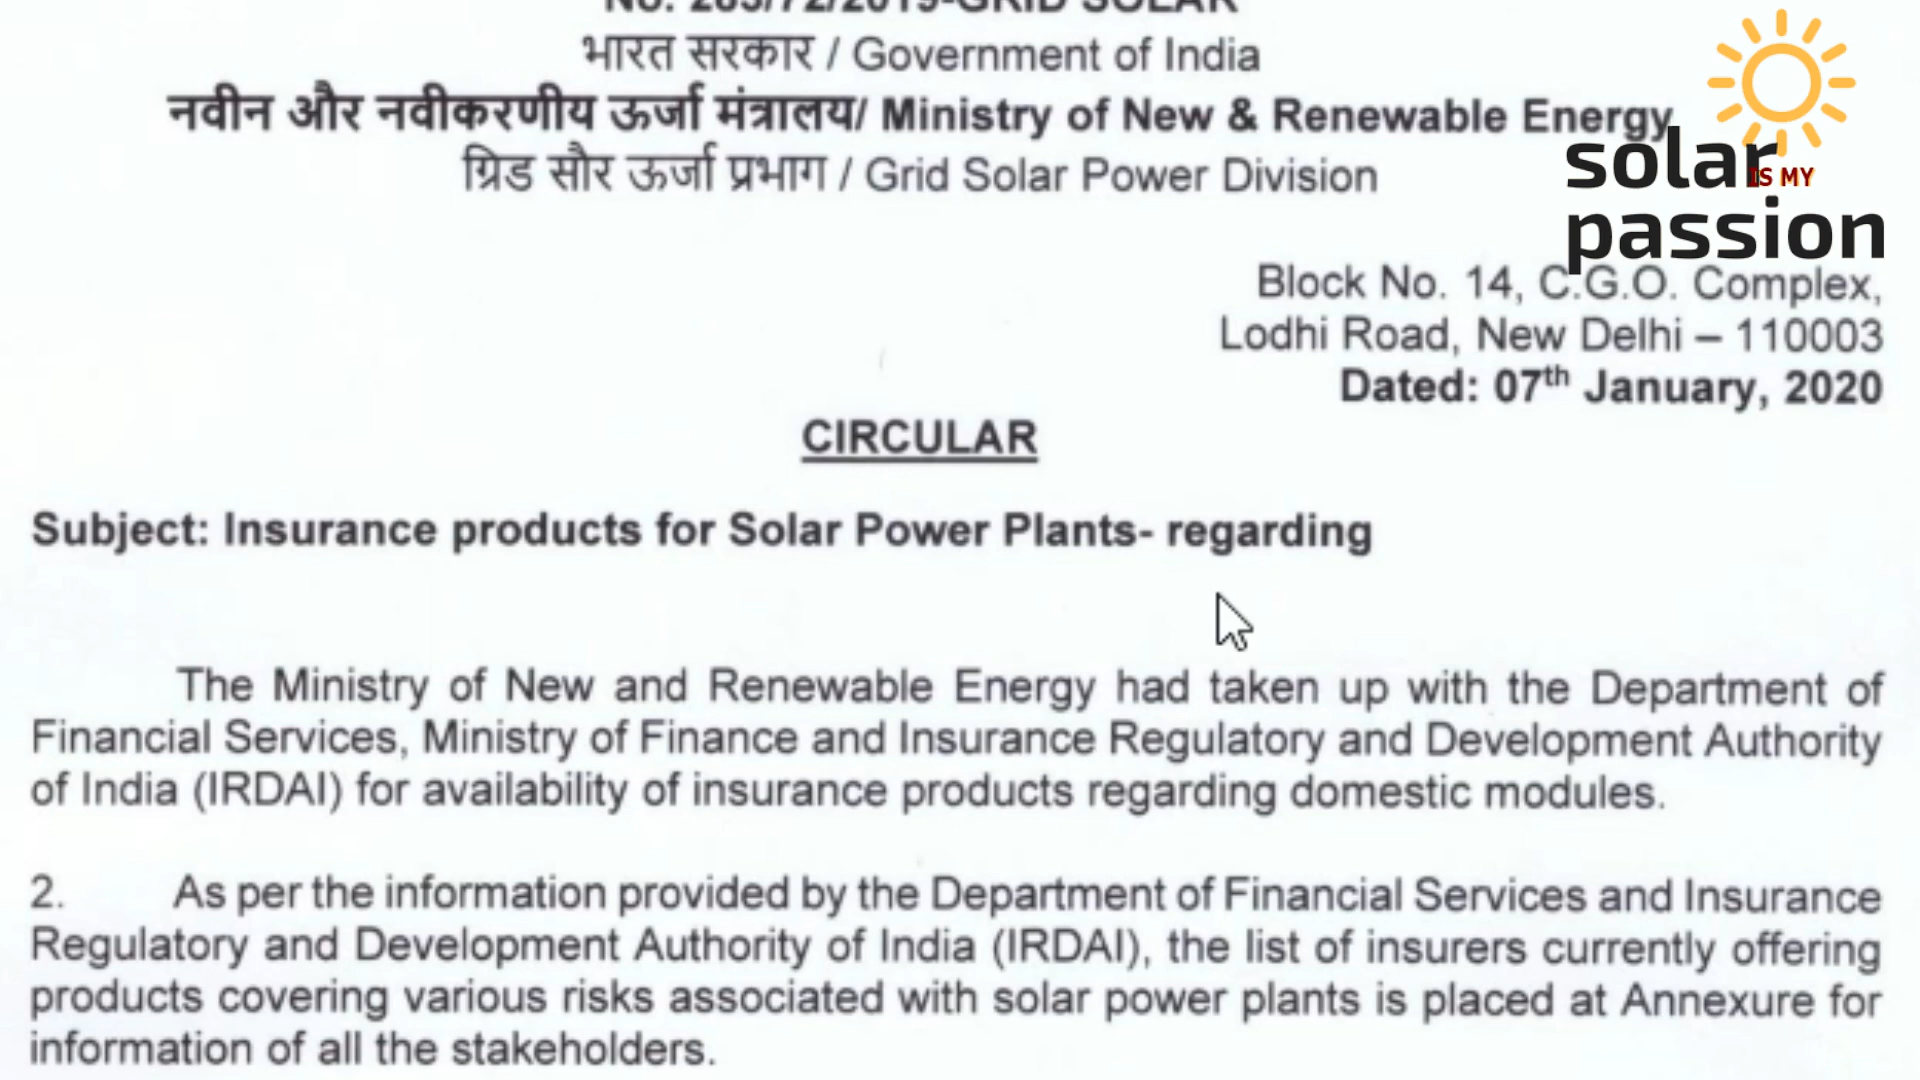 No. 283/72/2019-GRID SOLAR
भारत सरकार / Government of India
नवीन और नवीकरणीय ऊर्जा मंत्रालय/ Ministry of New & Renewable Energy
ग्रिड सौर ऊर्जा प्रभाग / Grid Solar Power Division
solar
IS MY
passion
Block No. 14, C.G.O. Complex,
Lodhi Road, New Delhi – 110003
Dated: 07th January, 2020
CIRCULAR
Subject: Insurance products for Solar Power Plants- regarding
The Ministry of New and Renewable Energy had taken up with the Department of
Financial Services, Ministry of Finance and Insurance Regulatory and Development Authority
of India (IRDAI) for availability of insurance products regarding domestic modules.
2. As per the information provided by the Department of Financial Services and Insurance
Regulatory and Development Authority of India (IRDAI), the list of insurers currently offering
products covering various risks associated with solar power plants is placed at Annexure for
information of all the stakeholders.